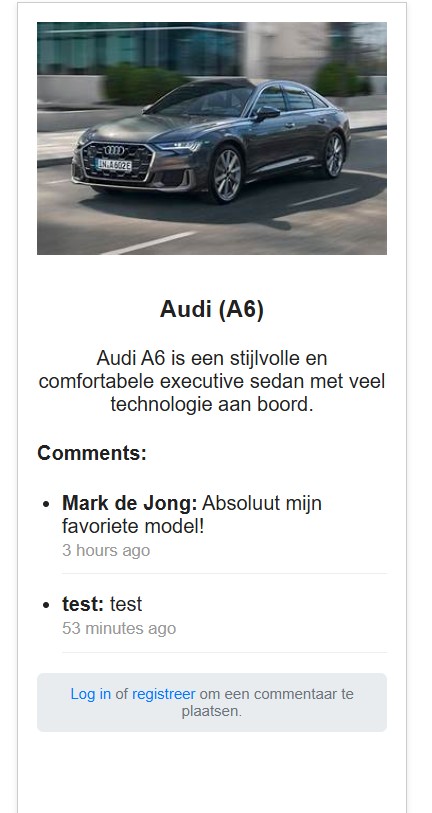 IN.A602E
Audi (A6)
Audi A6 is een stijlvolle en
comfortabele executive sedan met veel
technologie aan boord.
Comments:
Mark de Jong: Absoluut mijn
favoriete model!
3 hours ago
test: test
53 minutes ago
Log in of registreer om een commentaar te
plaatsen.